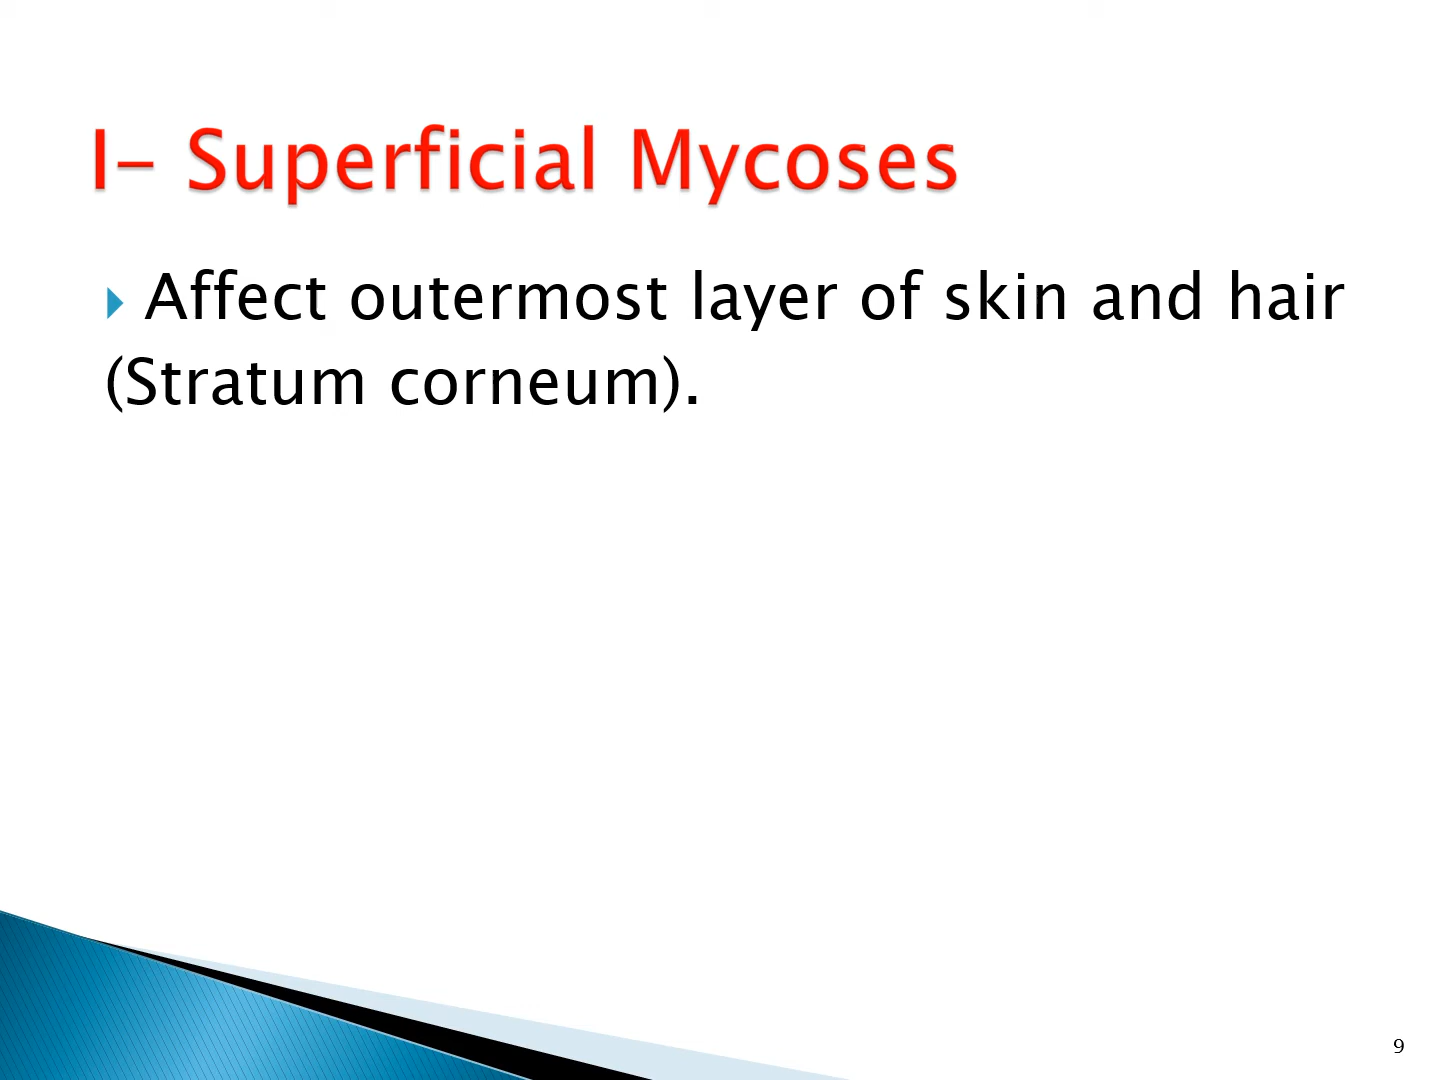 I- Superficial Mycoses
Affect outermost layer of skin and hair
(Stratum corneum).
9